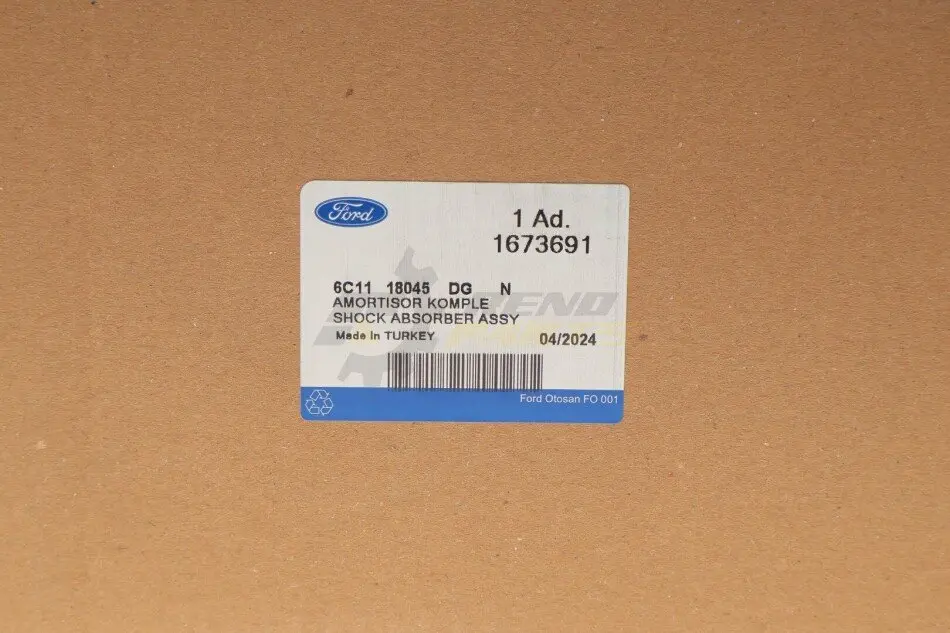 Ford
1 Ad.
1673691
6C11 18045 DG N
AMORTISOR KOMPLE
SHOCK ABSORBER ASSY
Made In TURKEY
04/2024
Ford Otosan FO 001